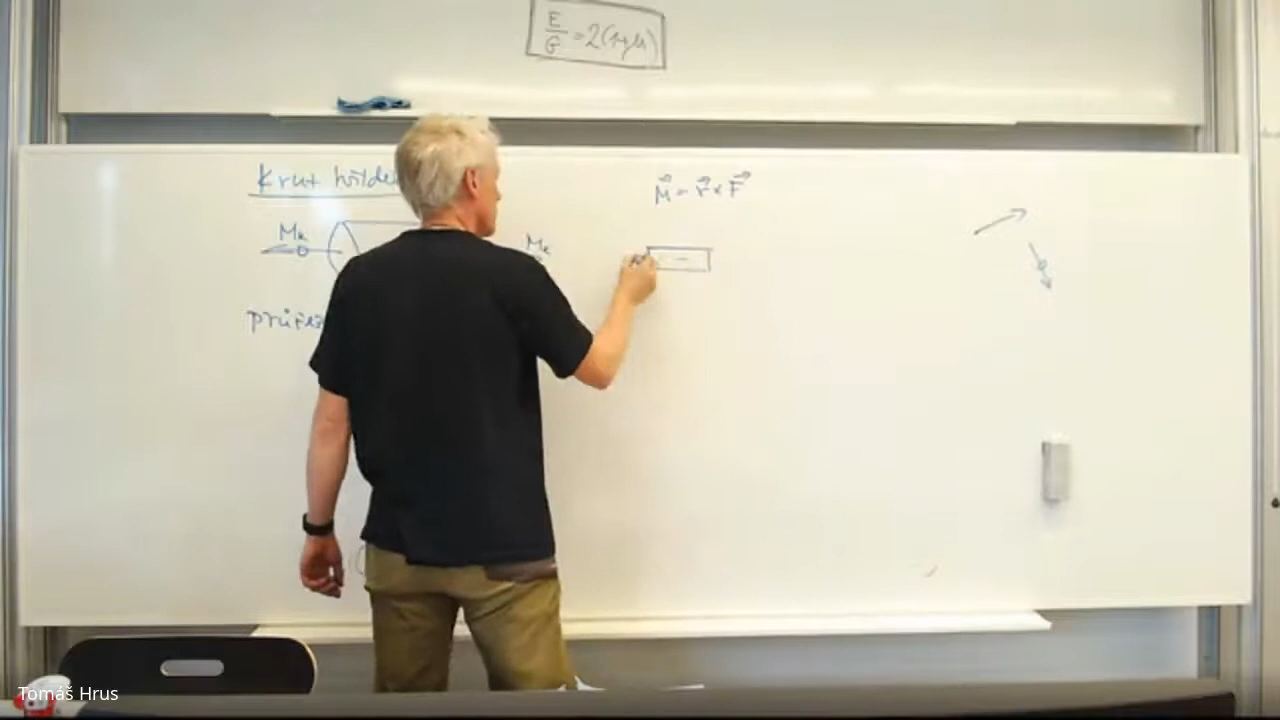 E/G = 2(1+μ)
Krut
M⃗ = r⃗ × F⃗
Mk
Mk
Tomáš Hrus